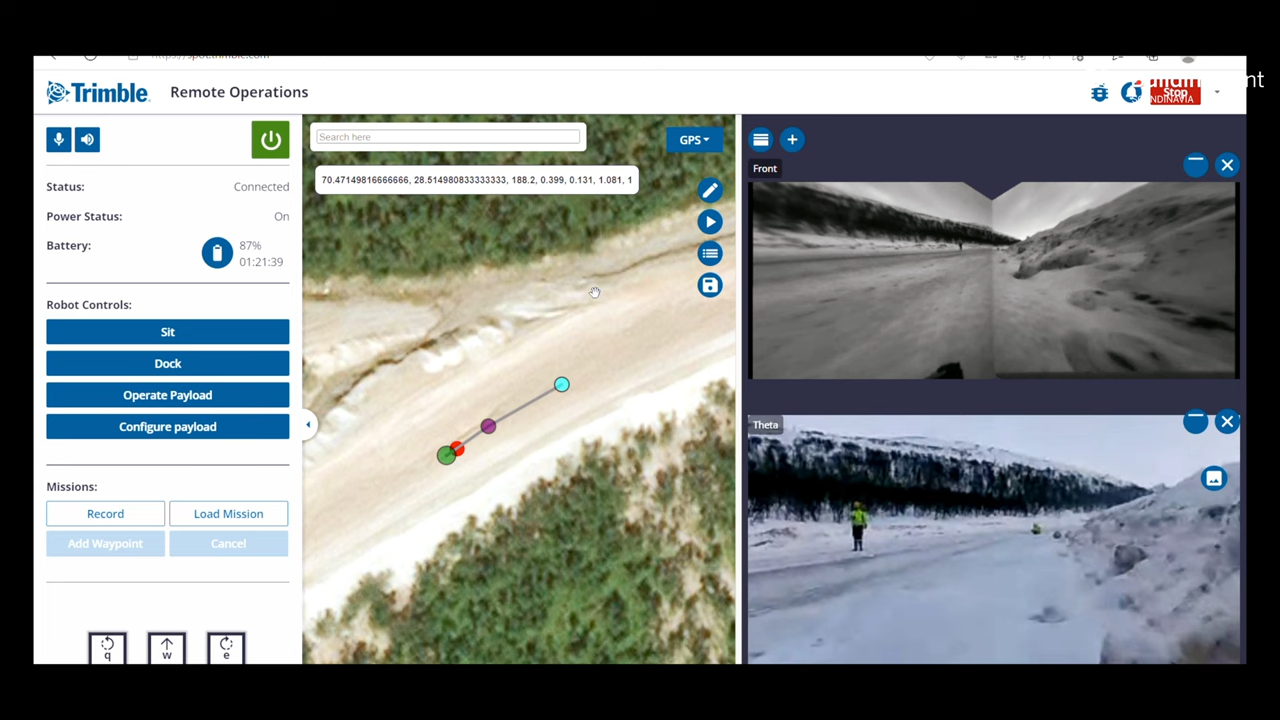 Trimble
Remote Operations
Stop
Status:
Connected
Power Status:
On
Battery:
87%
01:21:39
Robot Controls:
Sit
Dock
Operate Payload
Configure payload
Missions:
Record
Load Mission
Add Waypoint
Cancel
q
w
e
Search here
GPS
70.47149816666666, 28.514980833333333, 188.2, 0.399, 0.131, 1.081, 1
Front
Theta